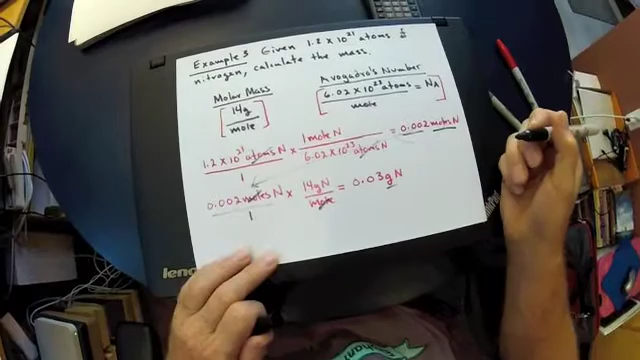 Example 3 Given 1.2 x 10^21 atoms of
nitrogen, calculate the mass.
Molar Mass
[14g/mole]
Avogadro's Number
[6.02 x 10^23 atoms/mole = NA]
1.2 x 10^21 atoms N/1 x 1 mole N/6.02 x 10^23 atoms N = 0.002 moles N
0.002 moles N/1 x 14g N/mole = 0.03g N
leno